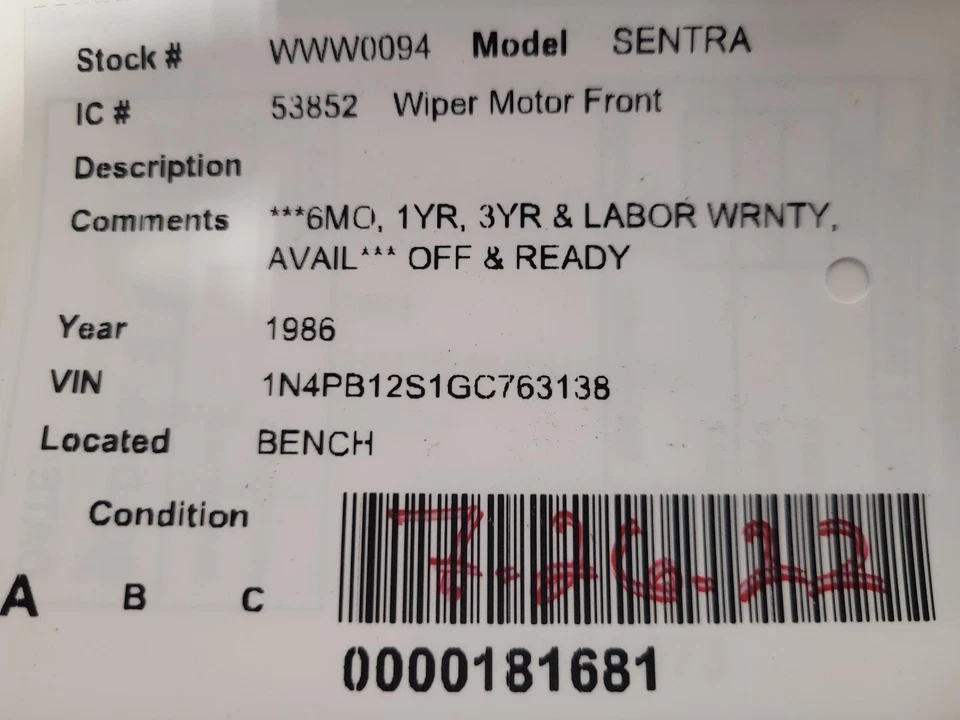 Stock # WWW0094 Model SENTRA
IC # 53852 Wiper Motor Front
Description
Comments ***6MO, 1YR, 3YR & LABOR WRNTY,
AVAIL*** OFF & READY
Year 1986
VIN 1N4PB12S1GC763138
Located BENCH
Condition
7-26-22
A B C
0000181681